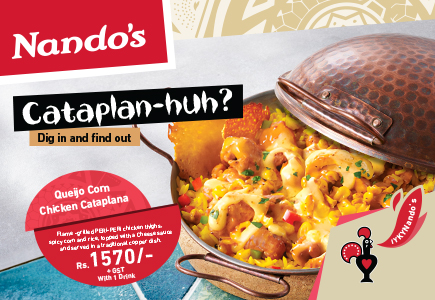 Nando's
Cataplan-huh?
Dig in and find out
Queijo Corn
Chicken Cataplana
Flame-grilled PERi-PERi chicken thighs,
spicy corn and rice, topped with a Cheese sauce
and served in a traditional copper dish.
Rs. 1570/-
+ GST
With 1 Drink
Nando's